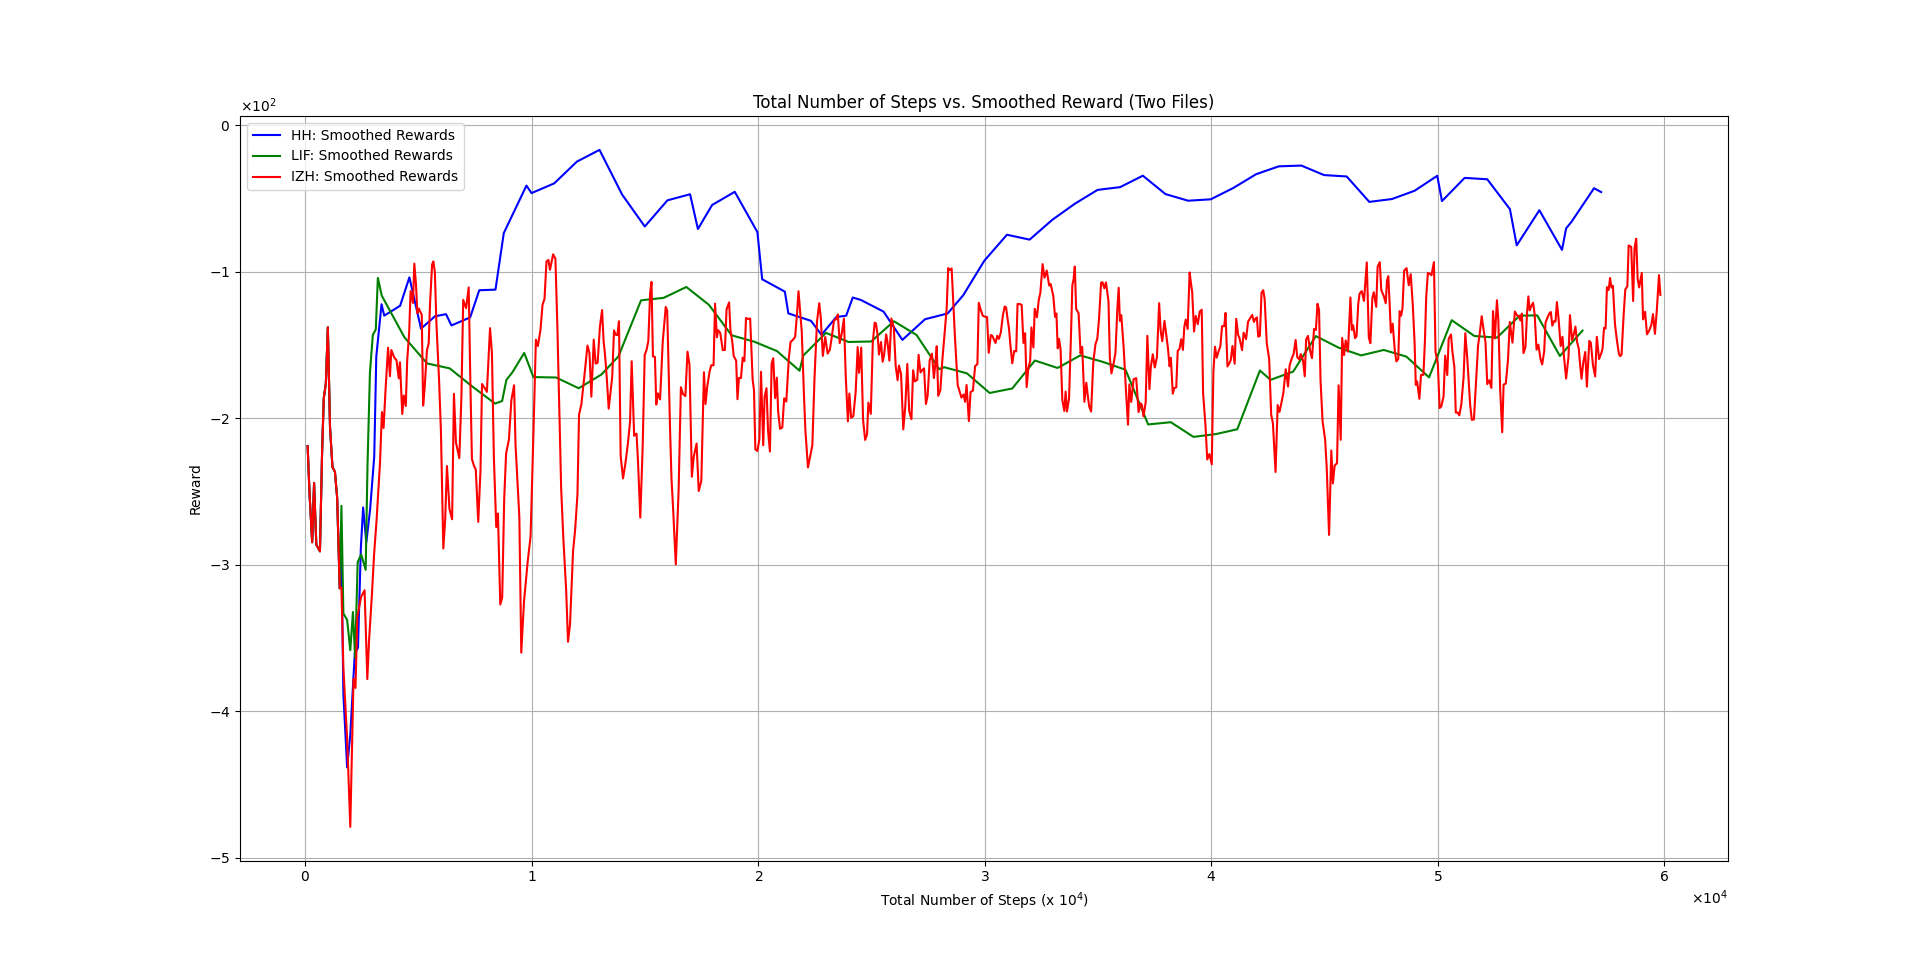 Total Number of Steps vs. Smoothed Reward (Two Files)
×10²
HH: Smoothed Rewards
LIF: Smoothed Rewards
IZH: Smoothed Rewards
0
−1
−2
−3
−4
−5
Reward
0 1 2 3 4 5 6
Total Number of Steps (x 10⁴)
×10⁴